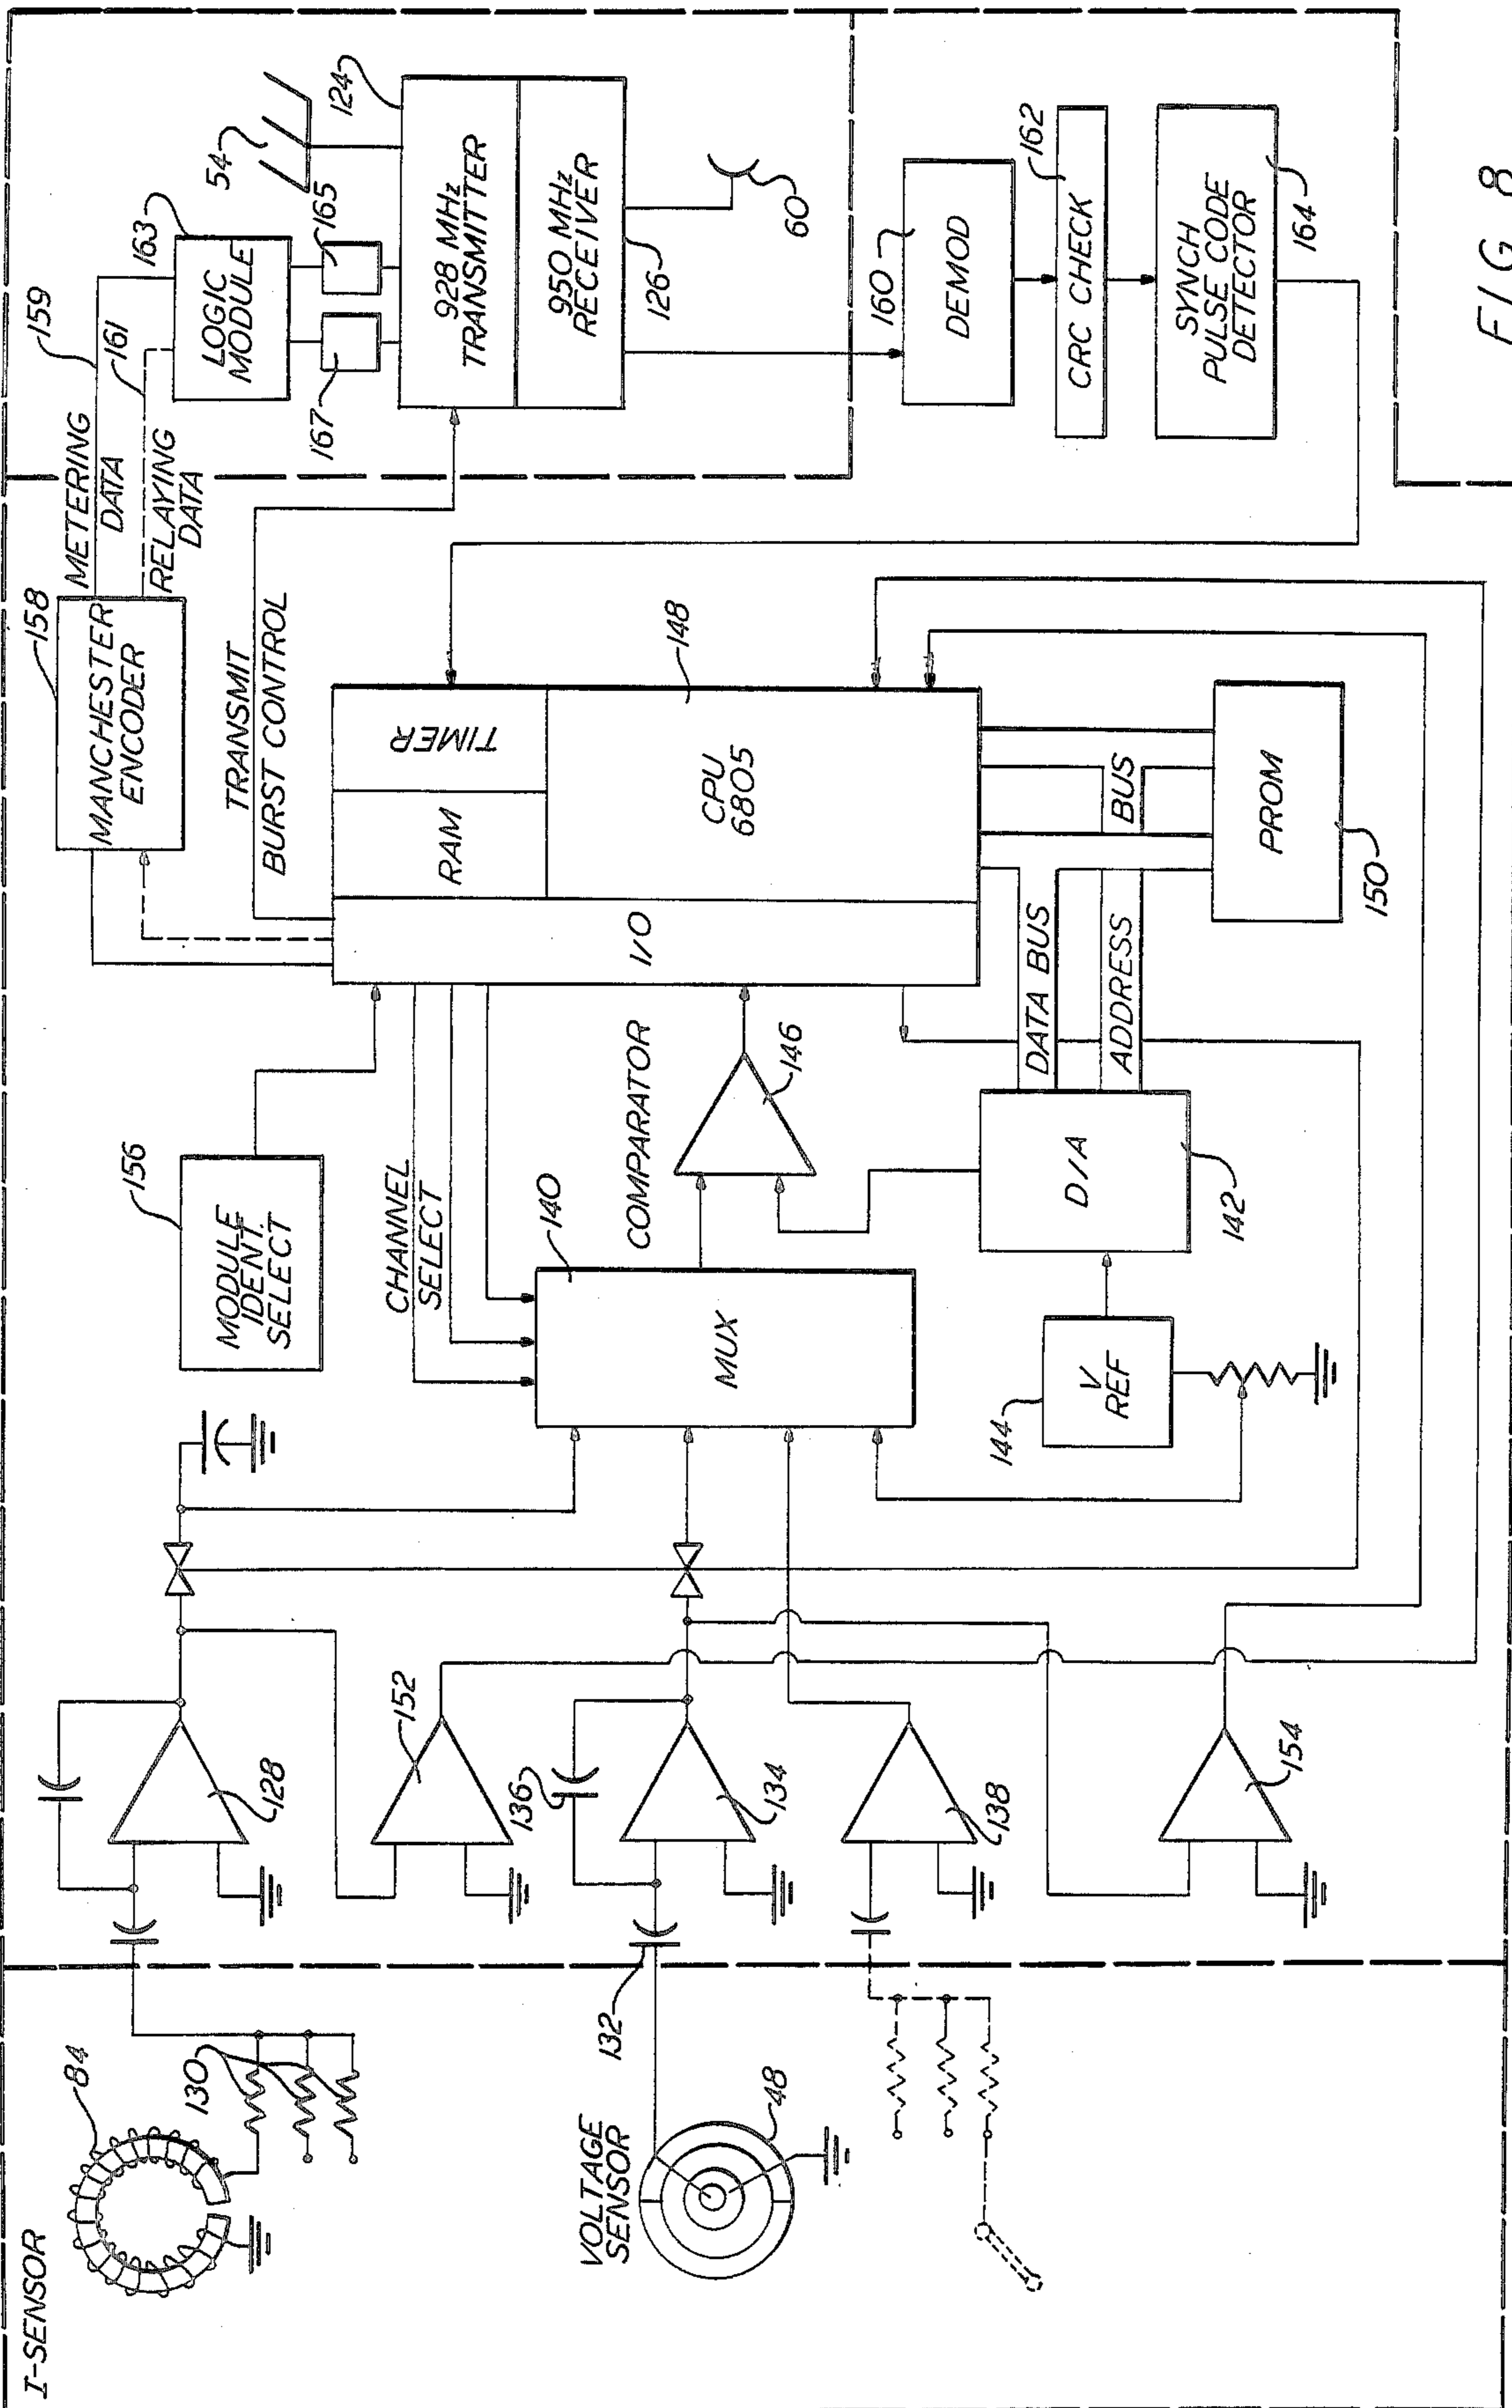 I-SENSOR
84
130
VOLTAGE
SENSOR
48
132
128
152
136
134
138
154
MODULE
IDENT.
SELECT
156
CHANNEL
SELECT
140
MUX
COMPARATOR
146
V
REF
144
D/A
142
DATA BUS
ADDRESS
BUS
PROM
150
I/O
RAM
TIMER
CPU
6805
148
MANCHESTER
ENCODER
158
TRANSMIT
BURST CONTROL
METERING
DATA
159
RELAYING
DATA
161
LOGIC
MODULE
163
165
167
54
124
928 MHz
TRANSMITTER
950 MHz
RECEIVER
126
60
160
DEMOD
162
CRC CHECK
SYNCH
PULSE CODE
DETECTOR
164
FIG 8